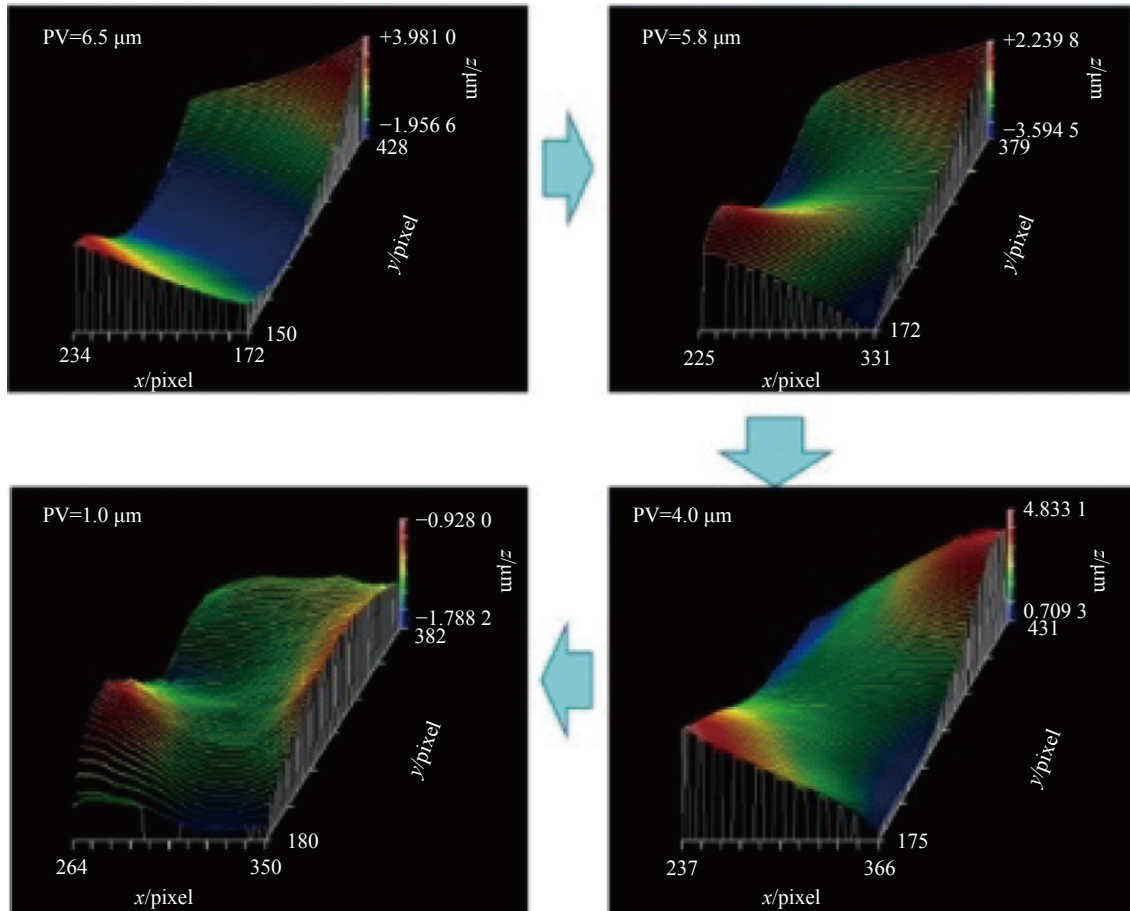 PV=6.5 μm
+3.981 0
z/μm
−1.956 6
428
y/pixel
150
234
172
x/pixel
PV=5.8 μm
+2.239 8
z/μm
−3.594 5
379
y/pixel
172
225
331
x/pixel
PV=1.0 μm
−0.928 0
z/μm
−1.788 2
382
y/pixel
180
264
350
x/pixel
PV=4.0 μm
4.833 1
z/μm
0.709 3
431
y/pixel
175
237
366
x/pixel